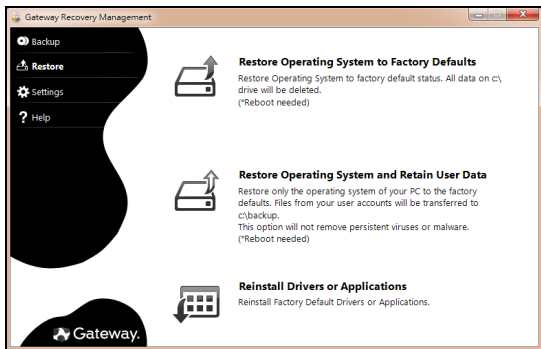 Gateway Recovery Management
Backup
Restore
Settings
Help
Restore Operating System to Factory Defaults
Restore Operating System to factory default status. All data on c:\
drive will be deleted.
(*Reboot needed)
Restore Operating System and Retain User Data
Restore only the operating system of your PC to the factory
defaults. Files from your user accounts will be transferred to
c:\backup.
This option will not remove persistent viruses or malware.
(*Reboot needed)
Reinstall Drivers or Applications
Reinstall Factory Default Drivers or Applications.
Gateway.